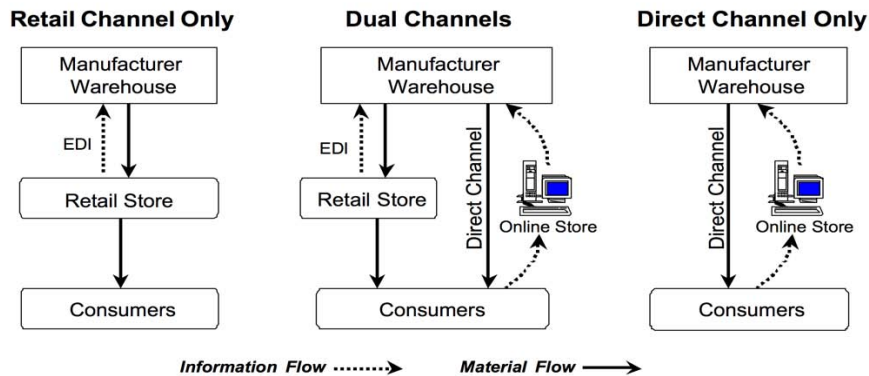 Retail Channel Only
Manufacturer
Warehouse
EDI
Retail Store
Consumers
Dual Channels
Manufacturer
Warehouse
EDI
Retail Store
Direct Channel
Online Store
Consumers
Direct Channel Only
Manufacturer
Warehouse
Direct Channel
Online Store
Consumers
Information Flow
Material Flow